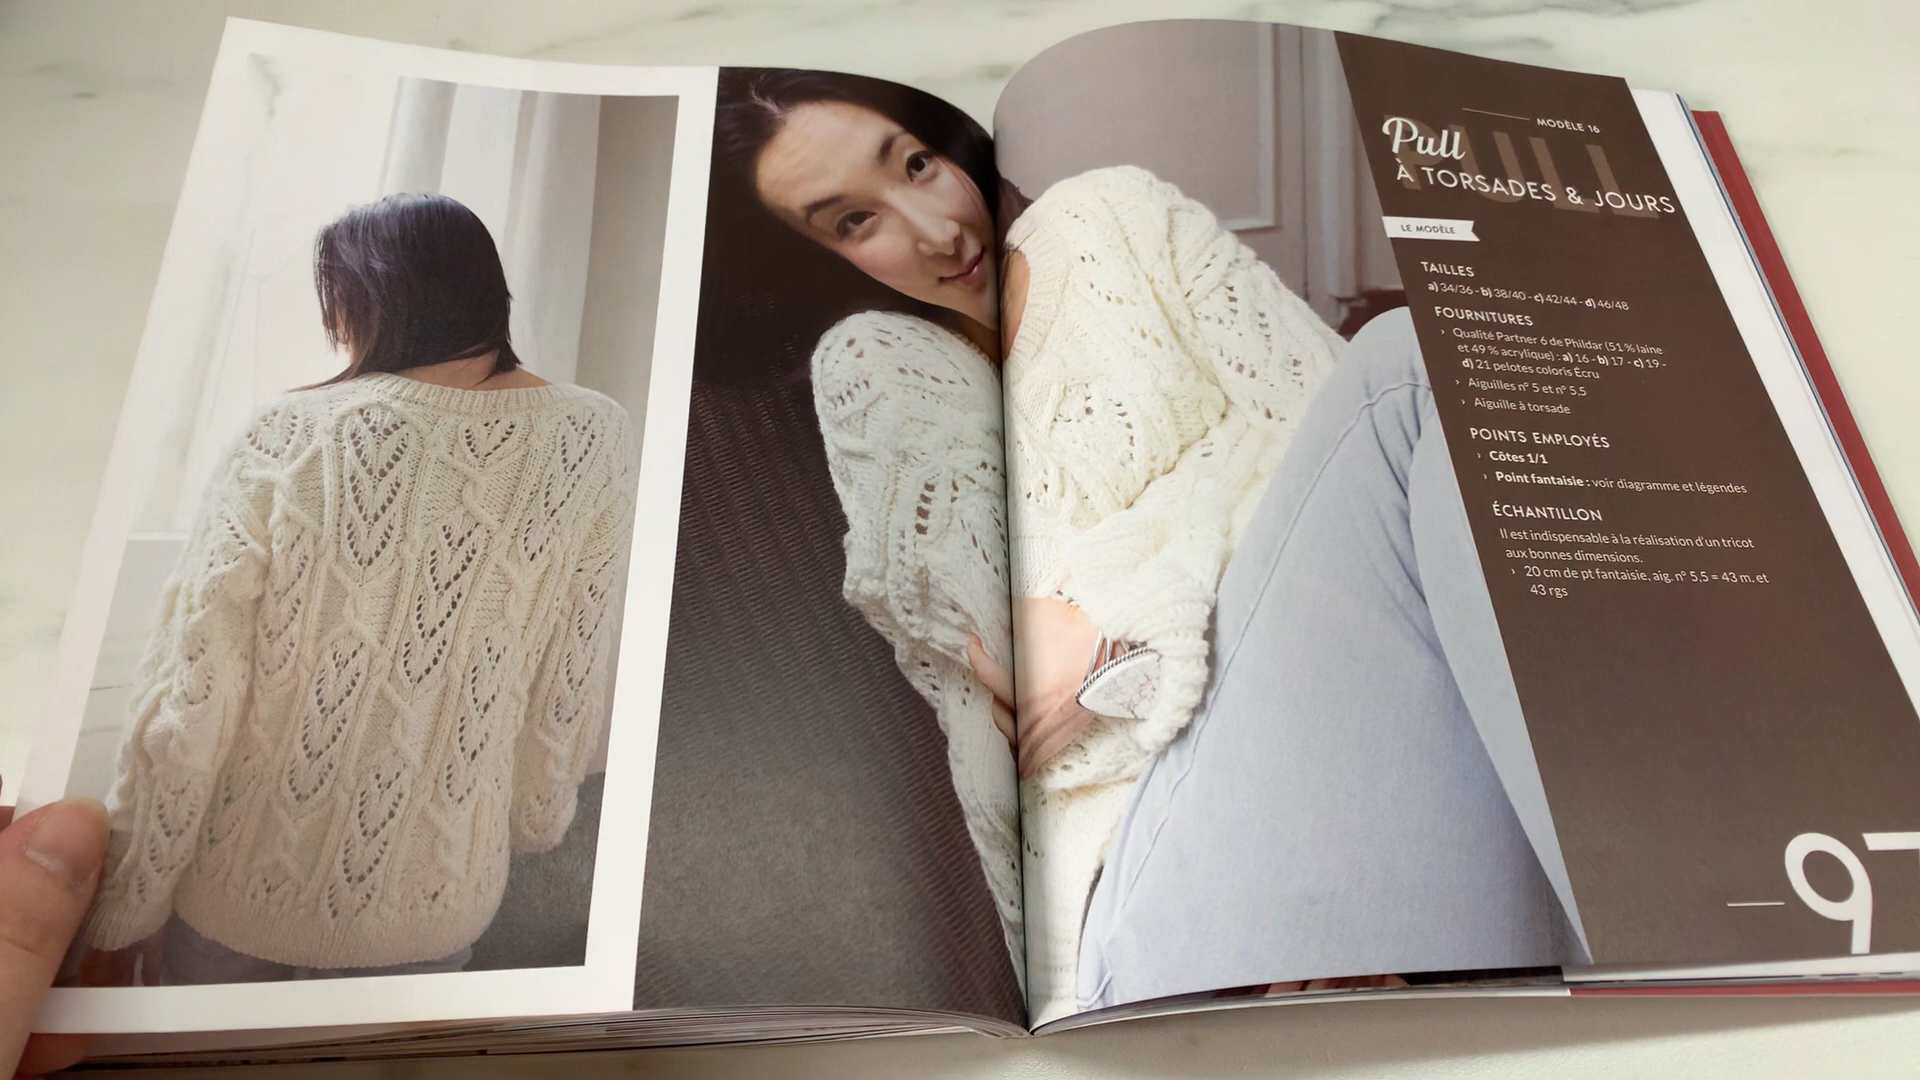 MODÈLE 16
PULL
Pull
À TORSADES & JOURS
LE MODÈLE
TAILLES
a) 34/36 - b) 38/40 - c) 42/44 - d) 46/48
FOURNITURES
› Qualité Partner 6 de Phildar (51 % laine
et 49 % acrylique) : a) 16 - b) 17 - c) 19 -
d) 21 pelotes coloris Écru
› Aiguilles n° 5 et n° 5,5
› Aiguille à torsade
POINTS EMPLOYÉS
› Côtes 1/1
› Point fantaisie : voir diagramme et légendes
ÉCHANTILLON
Il est indispensable à la réalisation d'un tricot
aux bonnes dimensions.
› 20 cm de pt fantaisie, aig. n° 5,5 = 43 m. et
43 rgs
97